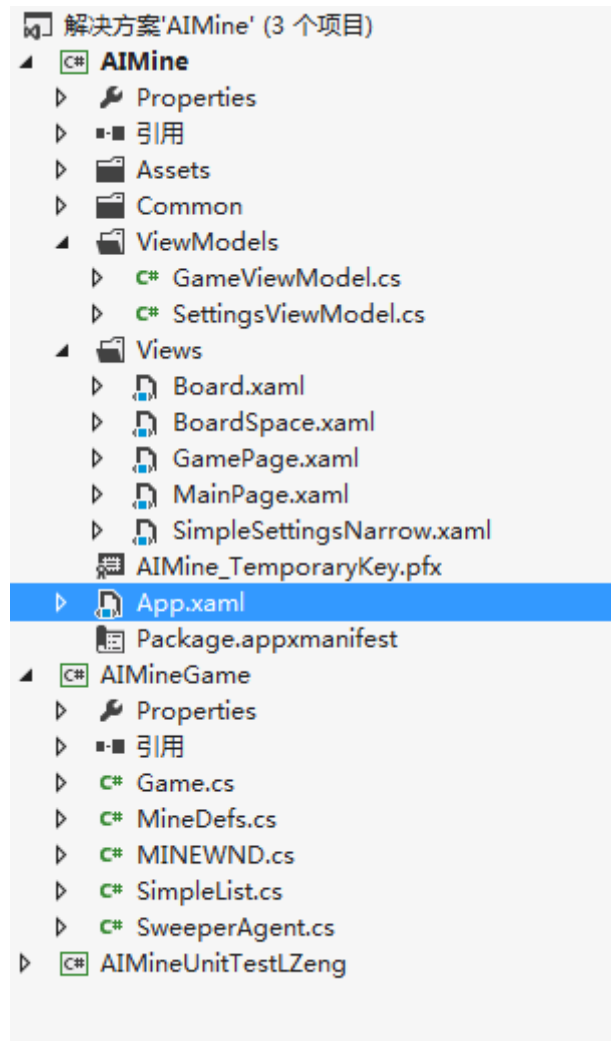 解决方案'AIMine' (3 个项目)
C# AIMine
Properties
引用
Assets
Common
ViewModels
C# GameViewModel.cs
C# SettingsViewModel.cs
Views
Board.xaml
BoardSpace.xaml
GamePage.xaml
MainPage.xaml
SimpleSettingsNarrow.xaml
AIMine_TemporaryKey.pfx
App.xaml
Package.appxmanifest
C# AIMineGame
Properties
引用
C# Game.cs
C# MineDefs.cs
C# MINEWND.cs
C# SimpleList.cs
C# SweeperAgent.cs
C# AIMineUnitTestLZeng